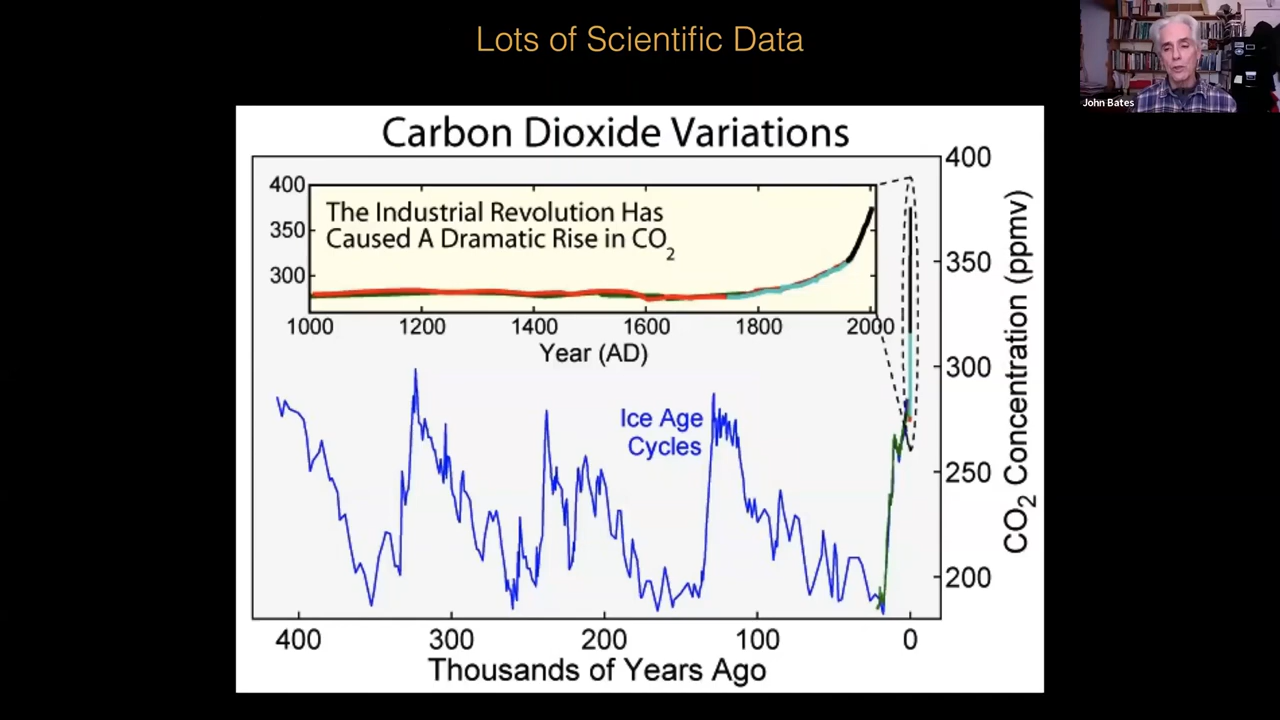 Lots of Scientific Data
John Bates
Carbon Dioxide Variations
400
350
300
The Industrial Revolution Has
Caused A Dramatic Rise in CO2
1000 1200 1400 1600 1800 2000
Year (AD)
Ice Age
Cycles
400
350
300
250
200
CO2 Concentration (ppmv)
400 300 200 100 0
Thousands of Years Ago